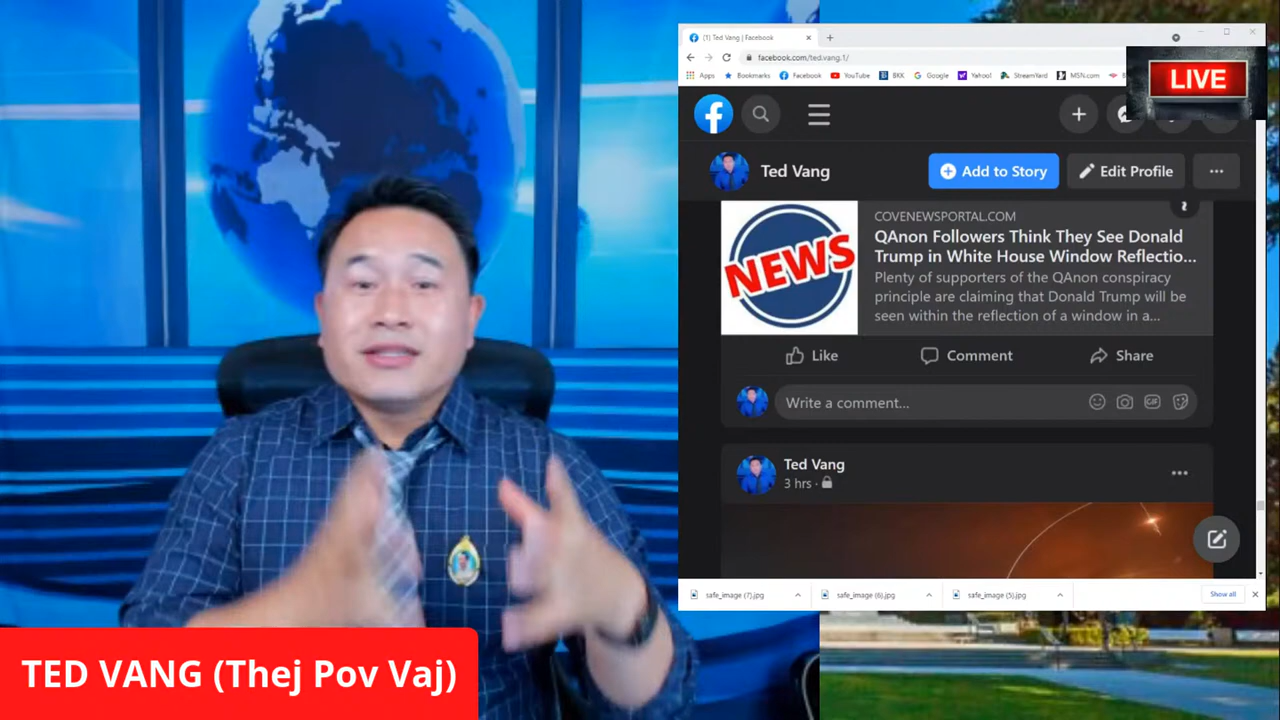 (1) Ted Vang | Facebook
facebook.com/ted.vang.1/
Apps Bookmarks Facebook YouTube BKK Google Yahoo! StreamYard MSN.com
LIVE
Ted Vang
Add to Story
Edit Profile
NEWS
COVENEWSPORTAL.COM
QAnon Followers Think They See Donald
Trump in White House Window Reflectio...
Plenty of supporters of the QAnon conspiracy
principle are claiming that Donald Trump will be
seen within the reflection of a window in a...
Like Comment Share
Write a comment...
GIF
Ted Vang
3 hrs ·
safe_image (7).jpg safe_image (6).jpg safe_image (5).jpg Show all
TED VANG (Thej Pov Vaj)